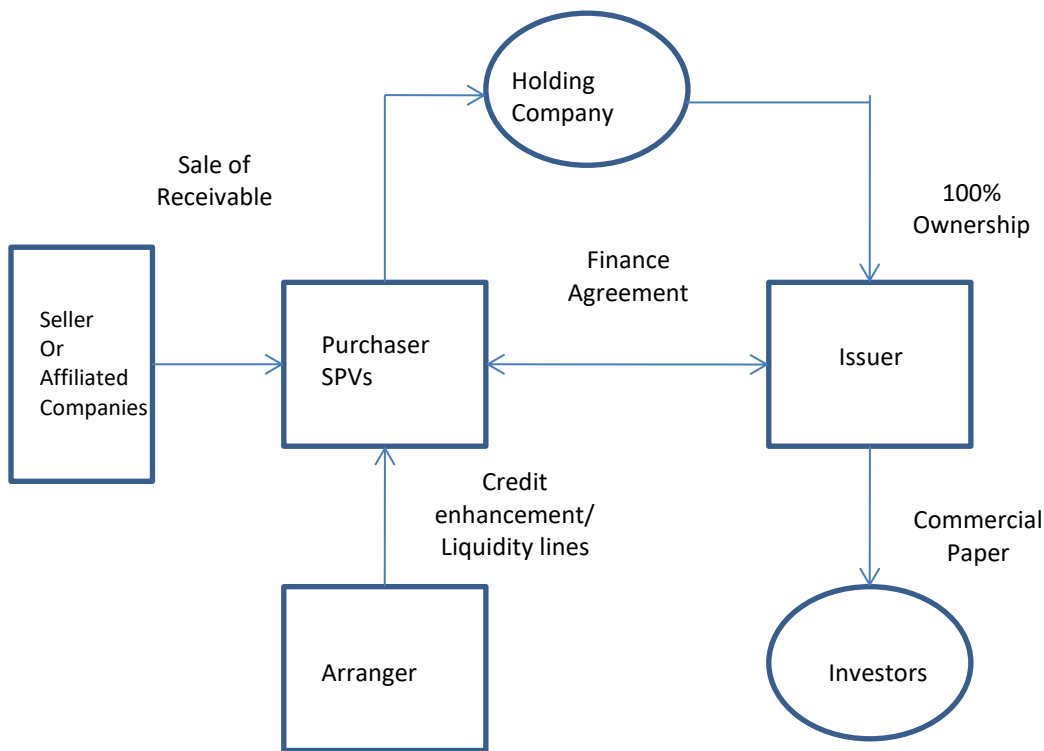 Holding
Company
Sale of
Receivable
100%
Ownership
Finance
Agreement
Seller
Or
Affiliated
Companies
Purchaser
SPVs
Issuer
Credit
enhancement/
Liquidity lines
Commercial
Paper
Arranger
Investors